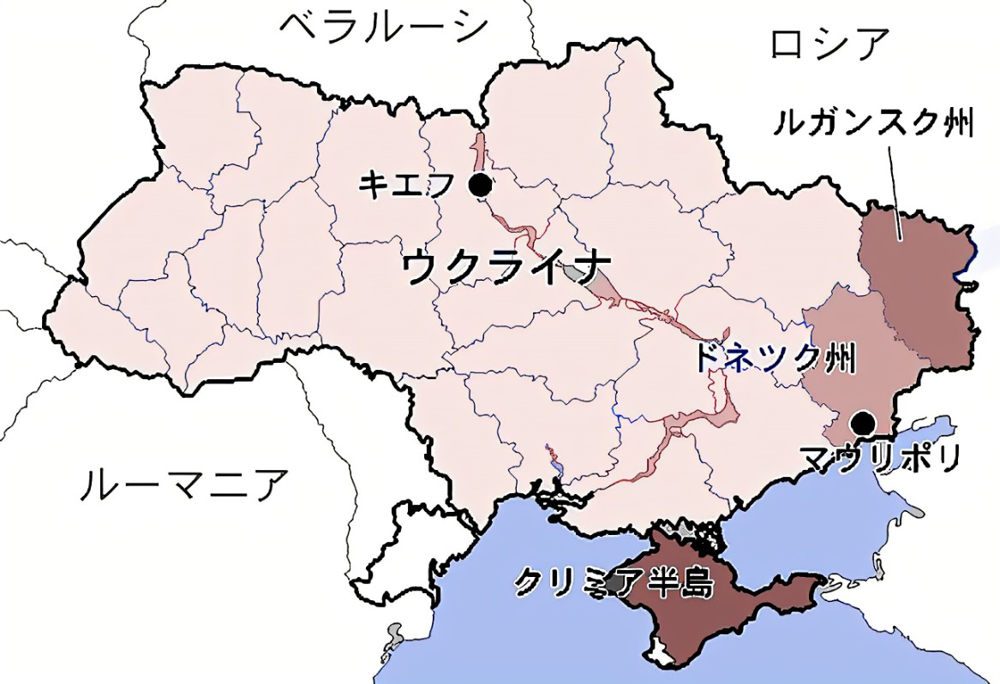 ベラルーシ
ロシア
ルガンスク州
キエフ
ウクライナ
ドネツク州
マウリポリ
ルーマニア
クリミア半島